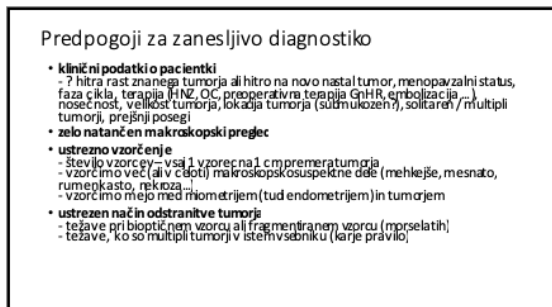 Predpogoji za zanesljivo diagnostiko
• klinični podatki o pacientki
- ? hitra rast znanega tumorja ali hitro na novo nastal tumor, menopavzalni status,
faza cikla, terapija (HNZ, OC, preoperativna terapija GnHR, embolizacija ...),
nosečnost, velikost tumorja, lokacija tumorja (submukozen?), solitaren / multipli
tumorji, prejšnji posegi
• zelo natančen makroskopski pregled
• ustrezno vzorčenje
- število vzorcev – vsaj 1 vzorec na 1 cm premera tumorja
- vzorčimo več (ali v celoti) makroskopsko suspektne dele (mehkejše, mesnato,
rumenkasto, nekroza...)
- vzorčimo mejo med miometrijem (tudi endometrijem) in tumorjem
• ustrezen način odstranitve tumorja
- težave pri bioptičnem vzorcu ali fragmentiranem vzorcu (morselatih)
- težave, ko so multipli tumorji v istem vsebniku (kar je pravilo)